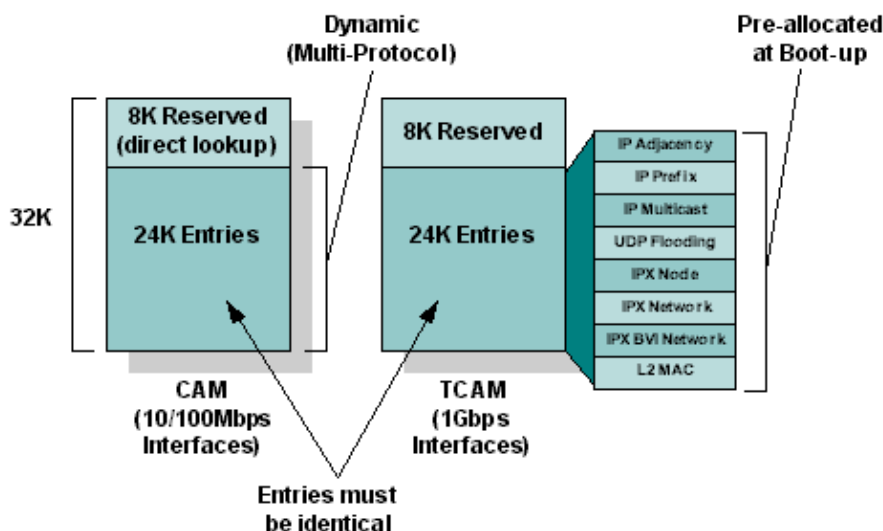 Dynamic
(Multi-Protocol)
Pre-allocated
at Boot-up
8K Reserved
(direct lookup)
32K
24K Entries
8K Reserved
24K Entries
IP Adjacency
IP Prefix
IP Multicast
UDP Flooding
IPX Node
IPX Network
IPX BVI Network
L2 MAC
CAM
(10/100Mbps
Interfaces)
TCAM
(1Gbps
Interfaces)
Entries must
be identical